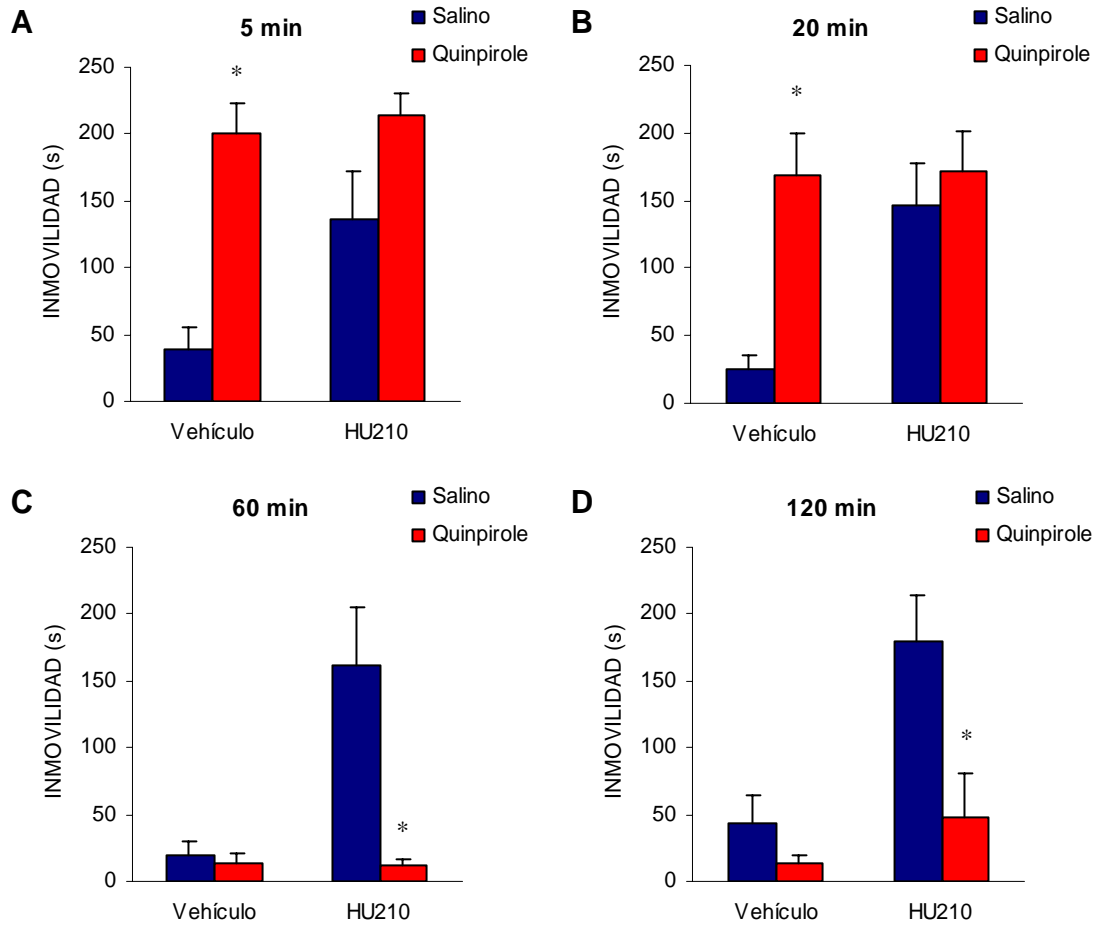 A
5 min
Salino
Quinpirole
INMOVILIDAD (s)
250
200
150
100
50
0
*
Vehículo
HU210
B
20 min
Salino
Quinpirole
INMOVILIDAD (s)
250
200
150
100
50
0
*
Vehículo
HU210
C
60 min
Salino
Quinpirole
INMOVILIDAD (s)
250
200
150
100
50
0
*
Vehículo
HU210
D
120 min
Salino
Quinpirole
INMOVILIDAD (s)
250
200
150
100
50
0
*
Vehículo
HU210